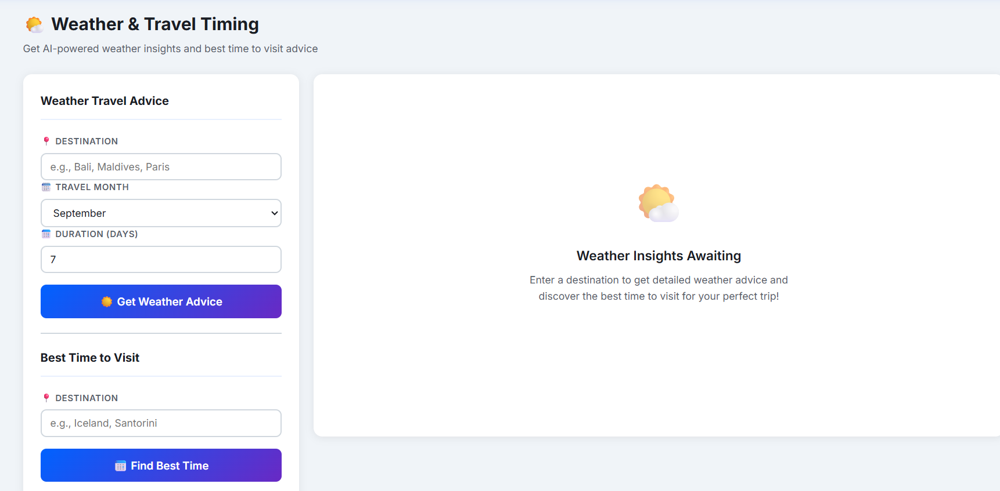 Weather & Travel Timing
Get AI-powered weather insights and best time to visit advice
Weather Travel Advice
DESTINATION
e.g., Bali, Maldives, Paris
TRAVEL MONTH
September
DURATION (DAYS)
7
Get Weather Advice
Best Time to Visit
DESTINATION
e.g., Iceland, Santorini
Find Best Time
Weather Insights Awaiting
Enter a destination to get detailed weather advice and
discover the best time to visit for your perfect trip!